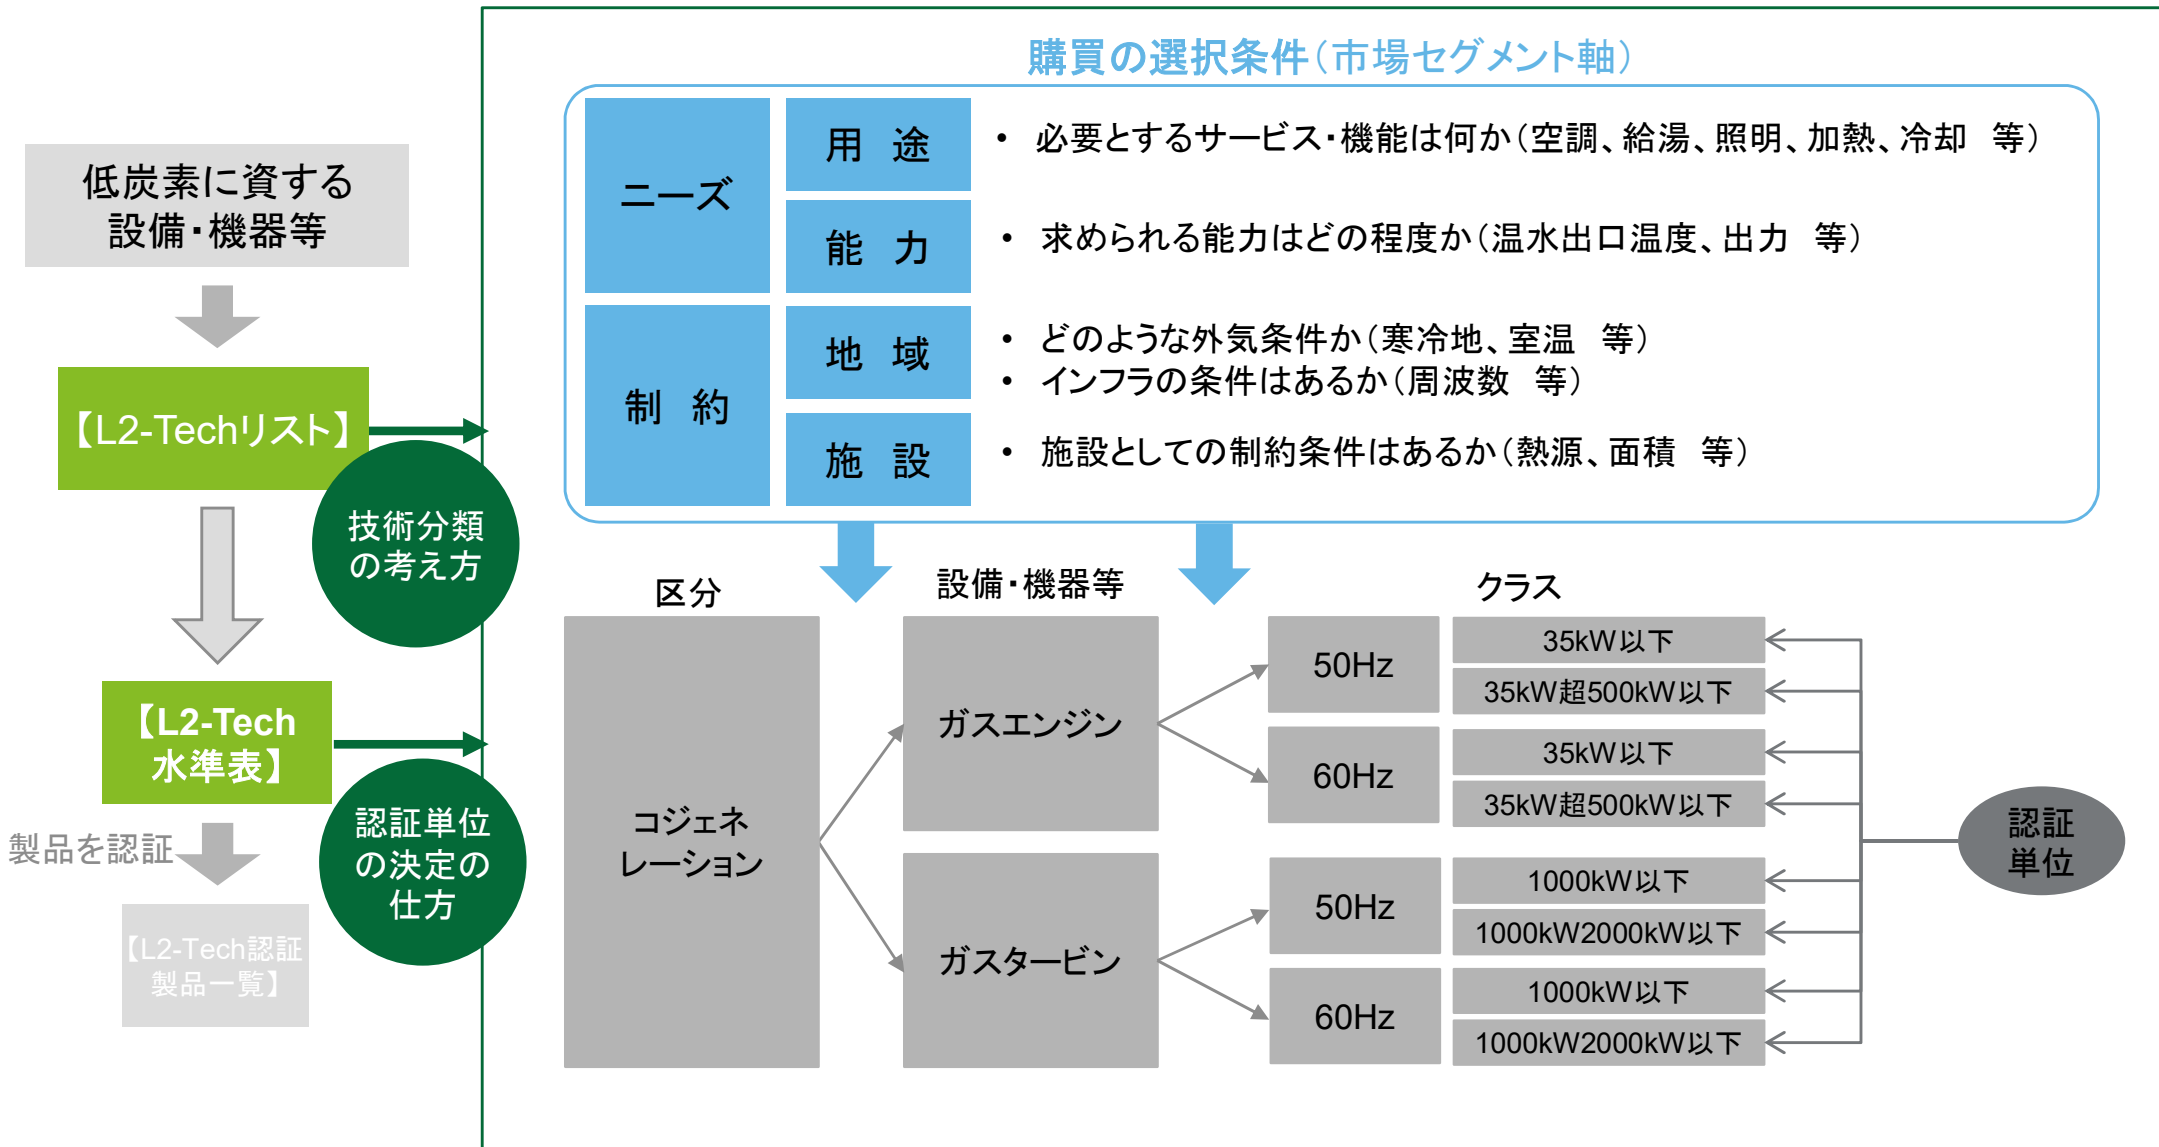 購買の選択条件（市場セグメント軸）
ニーズ
用　途
・ 必要とするサービス・機能は何か（空調、給湯、照明、加熱、冷却　等）
能　力
・ 求められる能力はどの程度か（温水出口温度、出力　等）
制　約
地　域
・ どのような外気条件か（寒冷地、室温　等）
・ インフラの条件はあるか（周波数　等）
施　設
・ 施設としての制約条件はあるか（熱源、面積　等）
低炭素に資する
設備・機器等
【L2-Techリスト】
技術分類
の考え方
【L2-Tech
水準表】
認証単位
の決定の
仕方
製品を認証
【L2-Tech認証
製品一覧】
区分
設備・機器等
クラス
コジェネ
レーション
ガスエンジン
50Hz
35kW以下
35kW超500kW以下
60Hz
35kW以下
35kW超500kW以下
ガスタービン
50Hz
1000kW以下
1000kW2000kW以下
60Hz
1000kW以下
1000kW2000kW以下
認証
単位